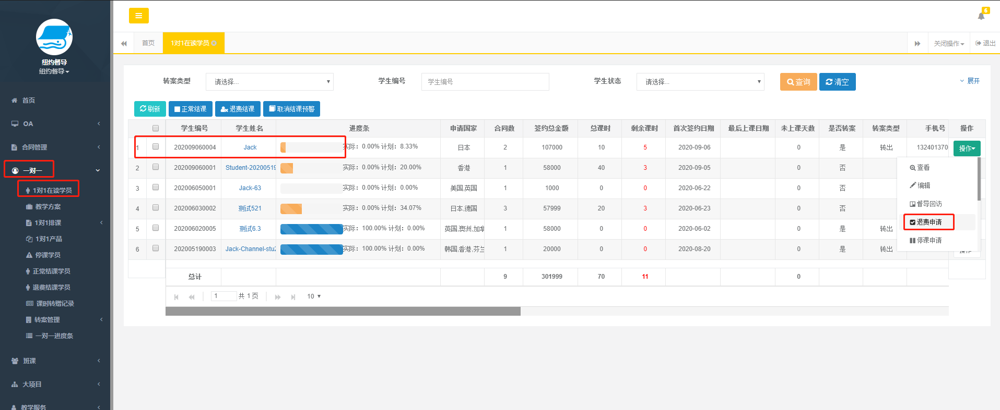 6
首页
1对1在读学员
关闭操作
退出
纽约督导
纽约督导
首页
OA
合同管理
一对一
1对1在读学员
教学方案
1对1排课
1对1产品
停课学员
正常结课学员
退费结课学员
课时转赠记录
转案管理
一对一进度条
班课
大项目
教学服务
转案类型 请选择... 学生编号 学生编号 学生状态 请选择... 查询 清空 展开
刷新 正常结课 退费结课 取消结课预警
学生编号 学生姓名 进度条 申请国家 合同数 签约总金额 总课时 剩余课时 首次签约日期 最后上课日期 未上课天数 是否转案 转案类型 手机号 操作
1 202009060004 Jack 实际：0.00% 计划：8.33% 日本 2 107000 10 5 2020-09-06 0 是 转出 132401370 操作
2 202009060001 Student-20200519 实际：0.00% 计划：20.00% 香港 1 58000 40 3 2020-09-05 0 否
3 202006050001 Jack-63 实际：0.00% 计划：0.00% 美国,英国 1 1000 0 0 2020-06-22 0 否
4 202006030002 测试521 实际：0.00% 计划：34.07% 日本,德国 3 57999 20 3 2020-06-23 0 否
5 202006020005 测试6.3 实际：100.00% 计划：0.00% 英国,澳洲,加拿 1 58000 0 0 2020-06-02 0 是 转出
6 202005190003 Jack-Channel-stu2 实际：100.00% 计划：0.00% 韩国,香港,芬兰 1 20000 0 0 2020-08-20 0 是 转出
查看
编辑
督导回访
退费申请
停课申请
操作
总计 9 301999 70 11 0
1 共 1 页 10